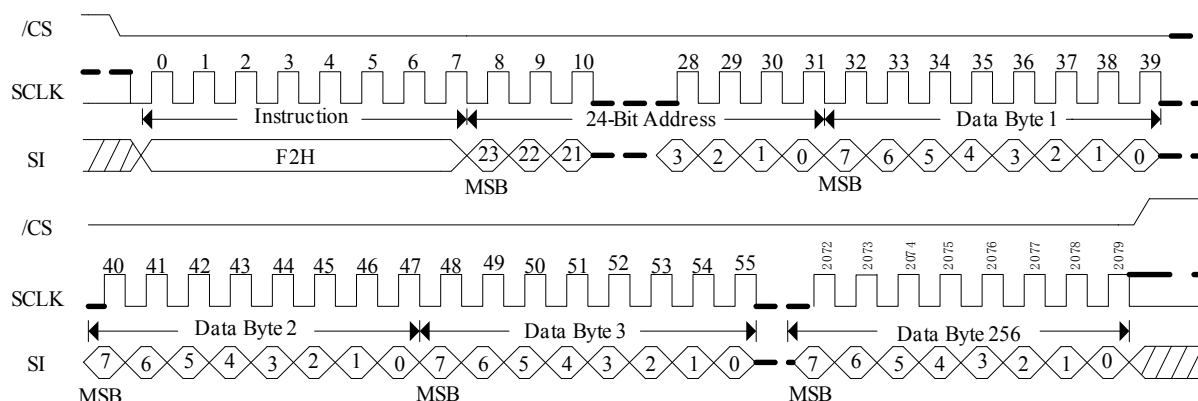 /CS
0 1 2 3 4 5 6 7 8 9 10 28 29 30 31 32 33 34 35 36 37 38 39
SCLK
Instruction 24-Bit Address Data Byte 1
SI F2H 23 22 21 3 2 1 0 7 6 5 4 3 2 1 0
MSB MSB
/CS
40 41 42 43 44 45 46 47 48 49 50 51 52 53 54 55 2072 2073 2074 2075 2076 2077 2078 2079
SCLK
Data Byte 2 Data Byte 3 Data Byte 256
SI 7 6 5 4 3 2 1 0 7 6 5 4 3 2 1 0 7 6 5 4 3 2 1 0
MSB MSB MSB